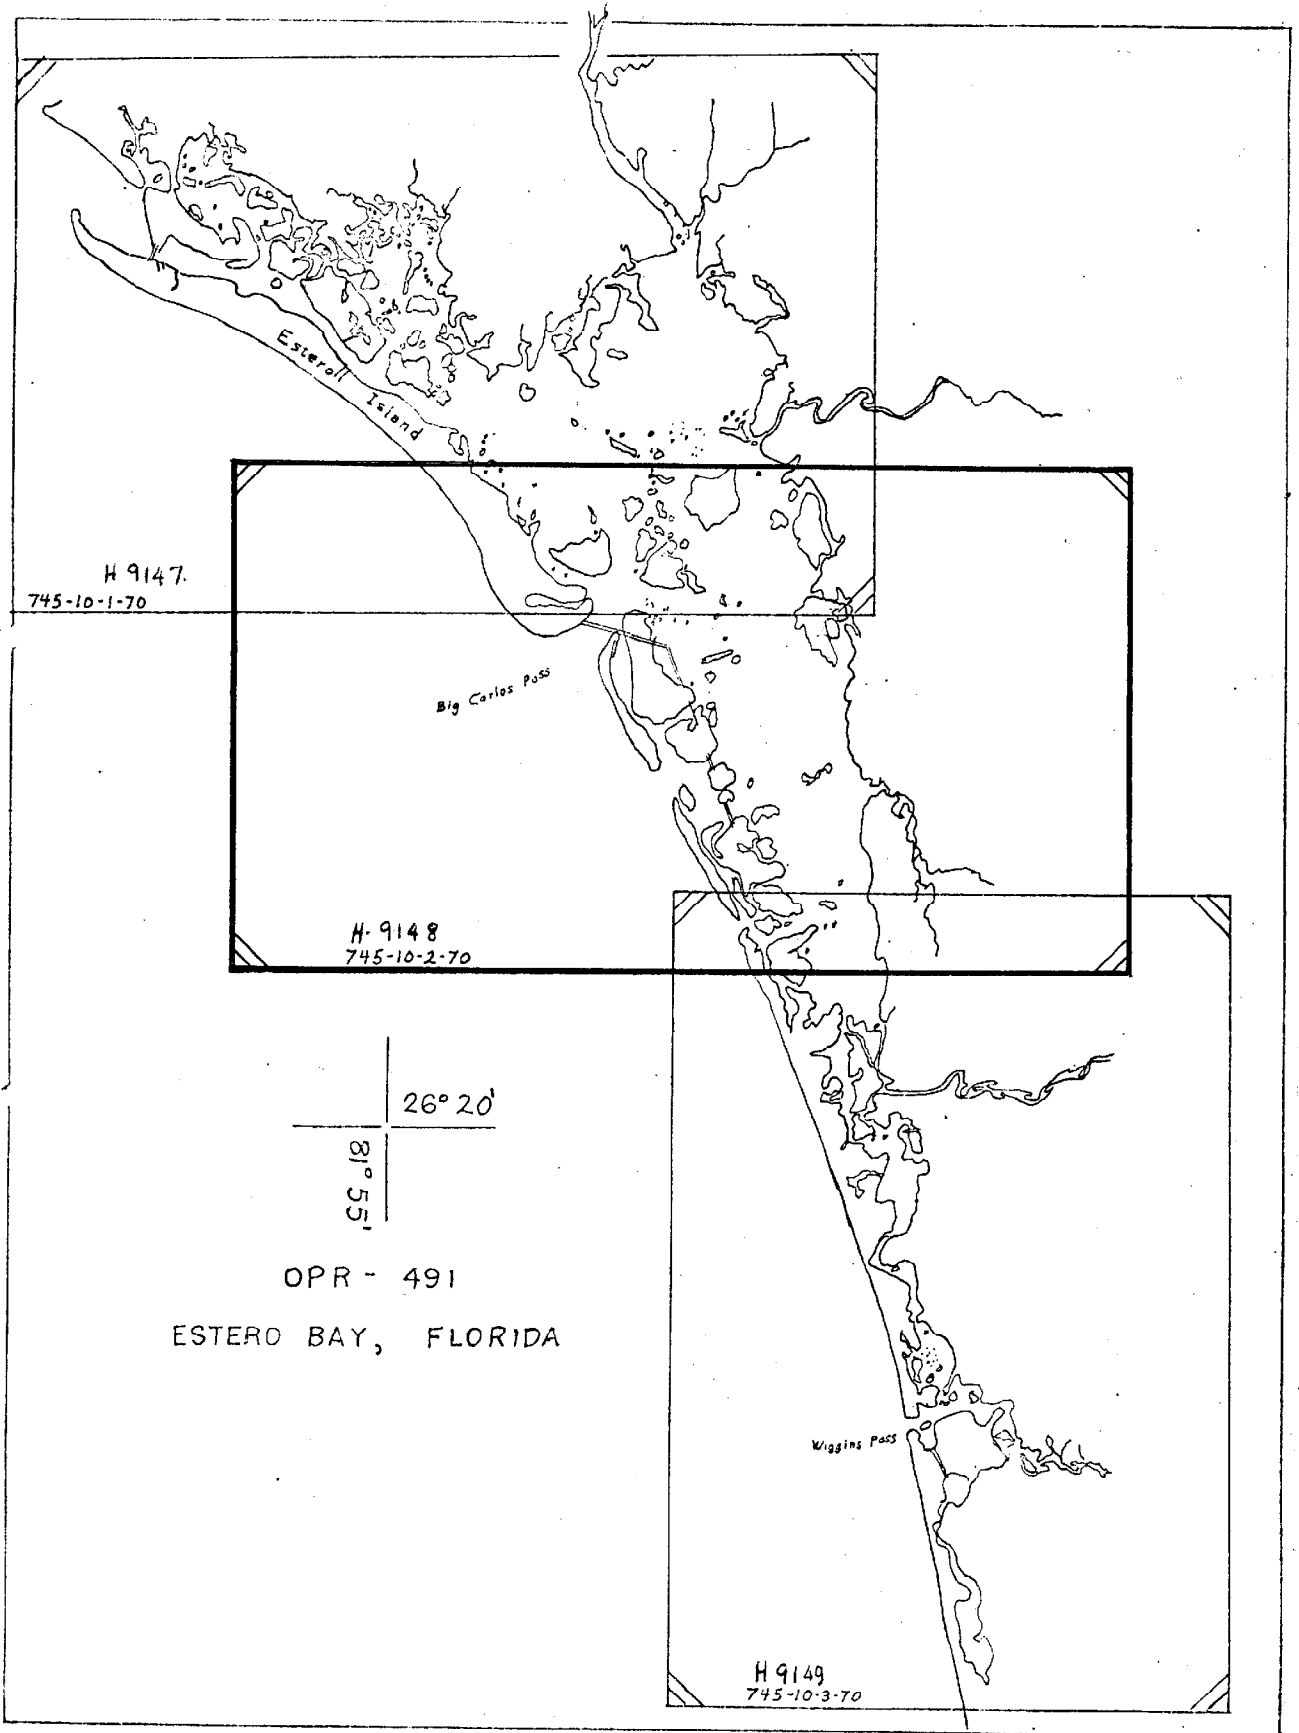 Esteroll
Island
H 9147.
745-10-1-70
Big Carlos Pass
H- 9148
745-10-2-70
26° 20'
81° 55'
OPR - 491
ESTERO BAY, FLORIDA
Wiggins Pass
H 9149
745-10-3-70